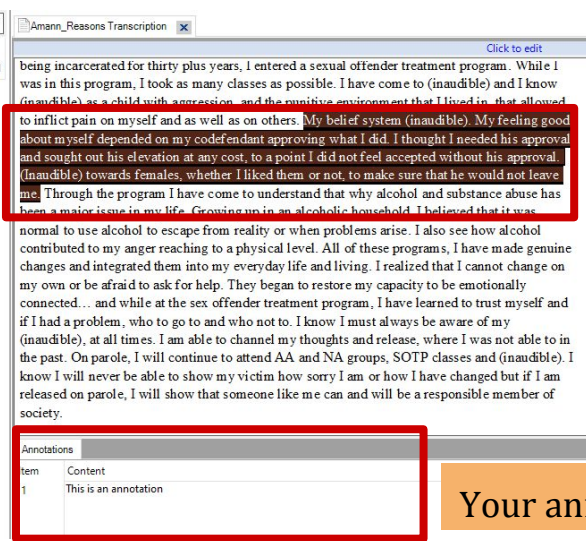 Amann_Reasons Transcription
Click to edit
being incarcerated for thirty plus years, I entered a sexual offender treatment program. While I
was in this program, I took as many classes as possible. I have come to (inaudible) and I know
(inaudible) as a child with aggression, and the punitive environment that I lived in, that allowed
to inflict pain on myself and as well as on others. My belief system (inaudible). My feeling good
about myself depended on my codefendant approving what I did. I thought I needed his approval
and sought out his elevation at any cost, to a point I did not feel accepted without his approval.
(Inaudible) towards females, whether I liked them or not, to make sure that he would not leave
me. Through the program I have come to understand that why alcohol and substance abuse has
been a major issue in my life. Growing up in an alcoholic household, I believed that it was
normal to use alcohol to escape from reality or when problems arise. I also see how alcohol
contributed to my anger reaching to a physical level. All of these programs, I have made genuine
changes and integrated them into my everyday life and living. I realized that I cannot change on
my own or be afraid to ask for help. They began to restore my capacity to be emotionally
connected… and while at the sex offender treatment program, I have learned to trust myself and
if I had a problem, who to go to and who not to. I know I must always be aware of my
(inaudible), at all times. I am able to channel my thoughts and release, where I was not able to in
the past. On parole, I will continue to attend AA and NA groups, SOTP classes and (inaudible). I
know I will never be able to show my victim how sorry I am or how I have changed but if I am
released on parole, I will show that someone like me can and will be a responsible member of
society.
Annotations
tem Content
1 This is an annotation
Your an